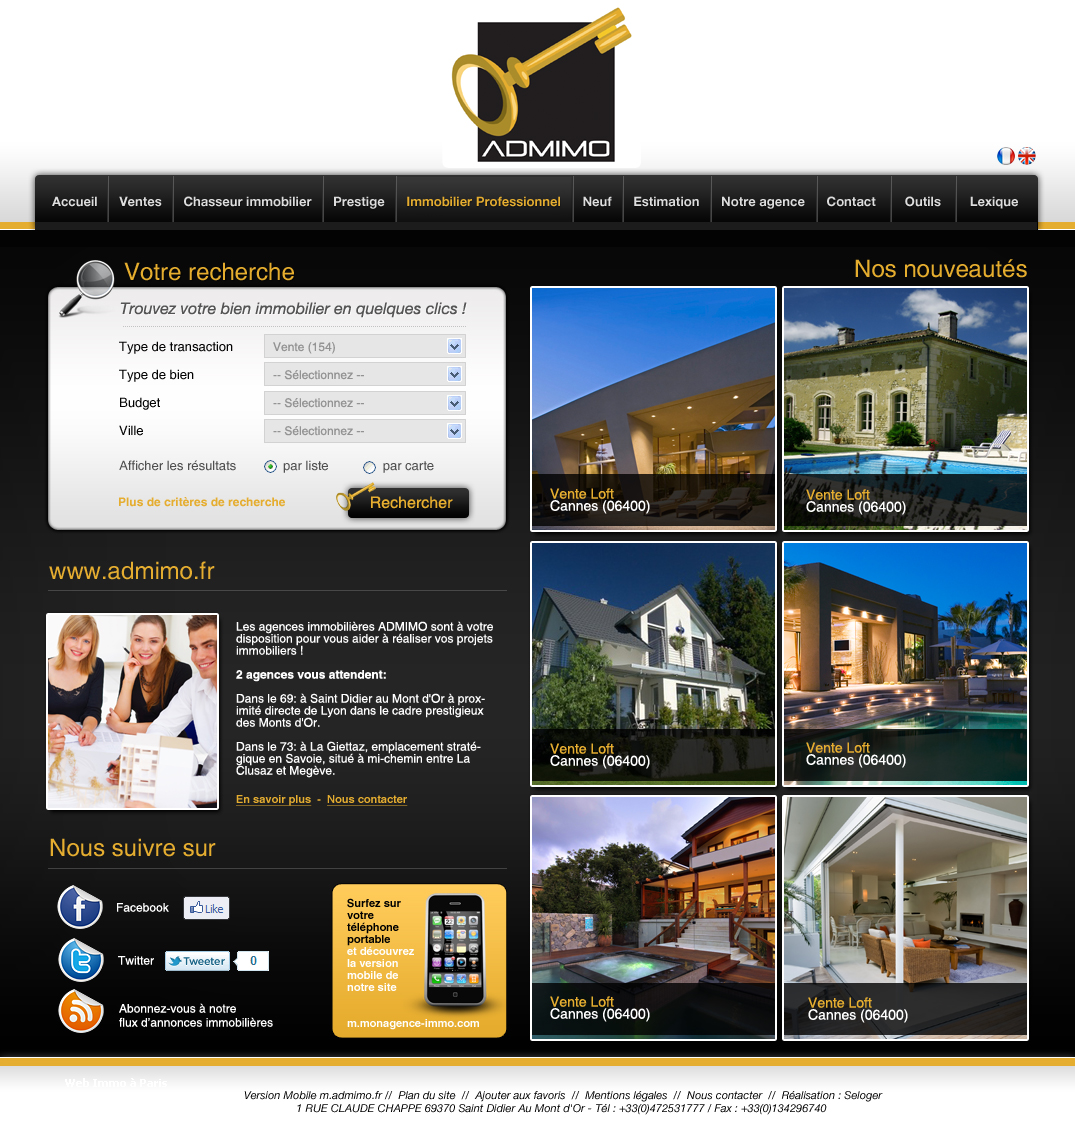 ADMIMO
Accueil
Ventes
Chasseur immobilier
Prestige
Immobilier Professionnel
Neuf
Estimation
Notre agence
Contact
Outils
Lexique
Votre recherche
Trouvez votre bien immobilier en quelques clics !
Type de transaction
Vente (154)
Type de bien
-- Sélectionnez --
Budget
-- Sélectionnez --
Ville
-- Sélectionnez --
Afficher les résultats
par liste
par carte
Plus de critères de recherche
Rechercher
www.admimo.fr
Les agences immobilières ADMIMO sont à votre
disposition pour vous aider à réaliser vos projets
immobiliers !
2 agences vous attendent:
Dans le 69: à Saint Didier au Mont d'Or à prox-
imité directe de Lyon dans le cadre prestigieux
des Monts d'Or.
Dans le 73: à La Giettaz, emplacement straté-
gique en Savoie, situé à mi-chemin entre La
Clusaz et Megève.
En savoir plus - Nous contacter
Nous suivre sur
Facebook
Like
Twitter
Tweeter
0
Abonnez-vous à notre
flux d'annonces immobilières
Surfez sur
votre
téléphone
portable
et découvrez
la version
mobile de
notre site
m.monagence-immo.com
Nos nouveautés
Vente Loft
Cannes (06400)
Vente Loft
Cannes (06400)
Vente Loft
Cannes (06400)
Vente Loft
Cannes (06400)
Vente Loft
Cannes (06400)
Vente Loft
Cannes (06400)
Web Immo à Paris
Version Mobile m.admimo.fr // Plan du site // Ajouter aux favoris // Mentions légales // Nous contacter // Réalisation : Seloger
1 RUE CLAUDE CHAPPE 69370 Saint Didier Au Mont d'Or - Tél : +33(0)472531777 / Fax : +33(0)134296740